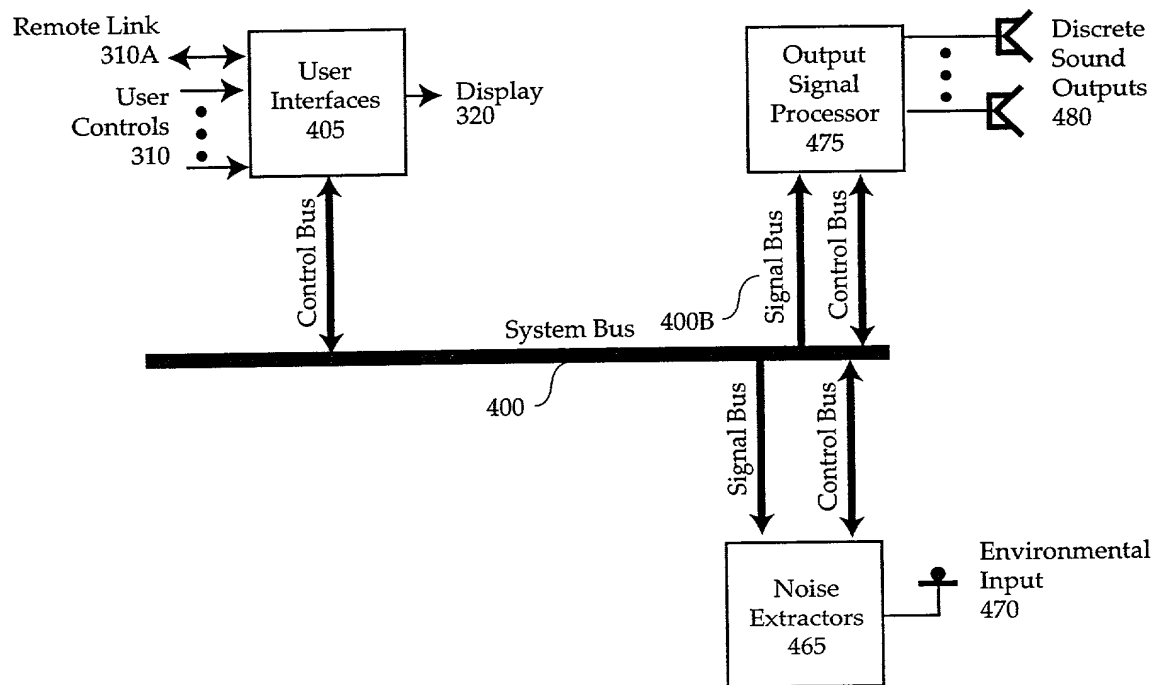 Remote Link
310A
User
Controls
310
User
Interfaces
405
Display
320
Output
Signal
Processor
475
Discrete
Sound
Outputs
480
Control Bus
400B
Signal Bus
Control Bus
System Bus
400
Signal Bus
Control Bus
Noise
Extractors
465
Environmental
Input
470